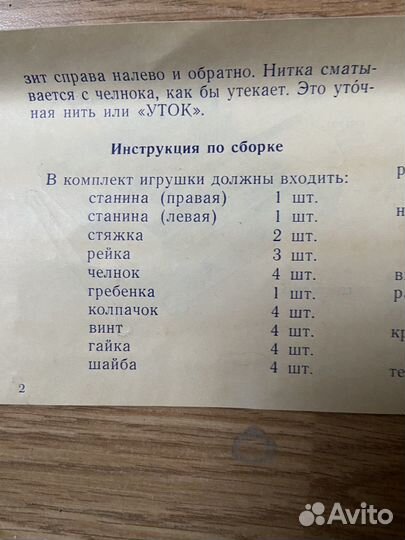 зит справа налево и обратно. Нитка сматы-
вается с челнока, как бы утекает. Это уто́ч-
ная нить или «УТОК».
Инструкция по сборке
В комплект игрушки должны входить:
станина (правая) 1 шт.
станина (левая) 1 шт.
стяжка 2 шт.
рейка 3 шт.
челнок 4 шт.
гребенка 1 шт.
колпачок 4 шт.
винт 4 шт.
гайка 4 шт.
шайба 4 шт.
2
Avito